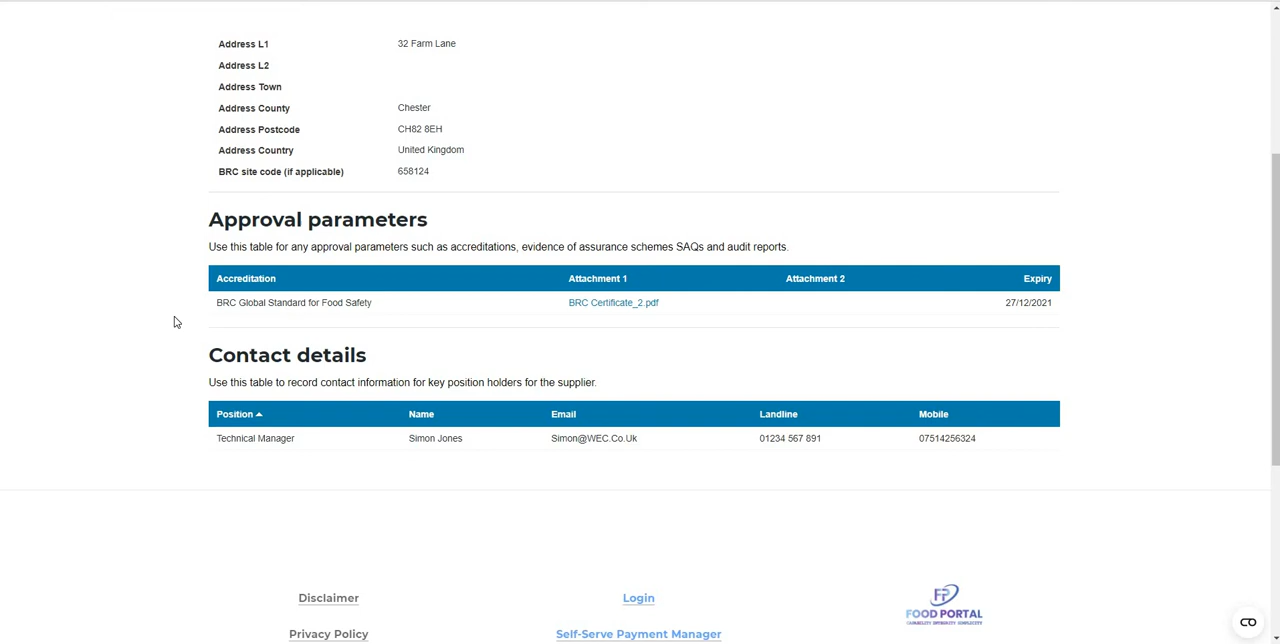 Address L1 32 Farm Lane
Address L2
Address Town
Address County Chester
Address Postcode CH82 8EH
Address Country United Kingdom
BRC site code (if applicable) 658124
Approval parameters
Use this table for any approval parameters such as accreditations, evidence of assurance schemes SAQs and audit reports.
Accreditation Attachment 1 Attachment 2 Expiry
BRC Global Standard for Food Safety BRC Certificate_2.pdf 27/12/2021
Contact details
Use this table to record contact information for key position holders for the supplier.
Position Name Email Landline Mobile
Technical Manager Simon Jones Simon@WEC.Co.Uk 01234 567 891 07514256324
Disclaimer Login
FP
FOOD PORTAL
CAPABILITY INTEGRITY SIMPLICITY
Privacy Policy Self-Serve Payment Manager